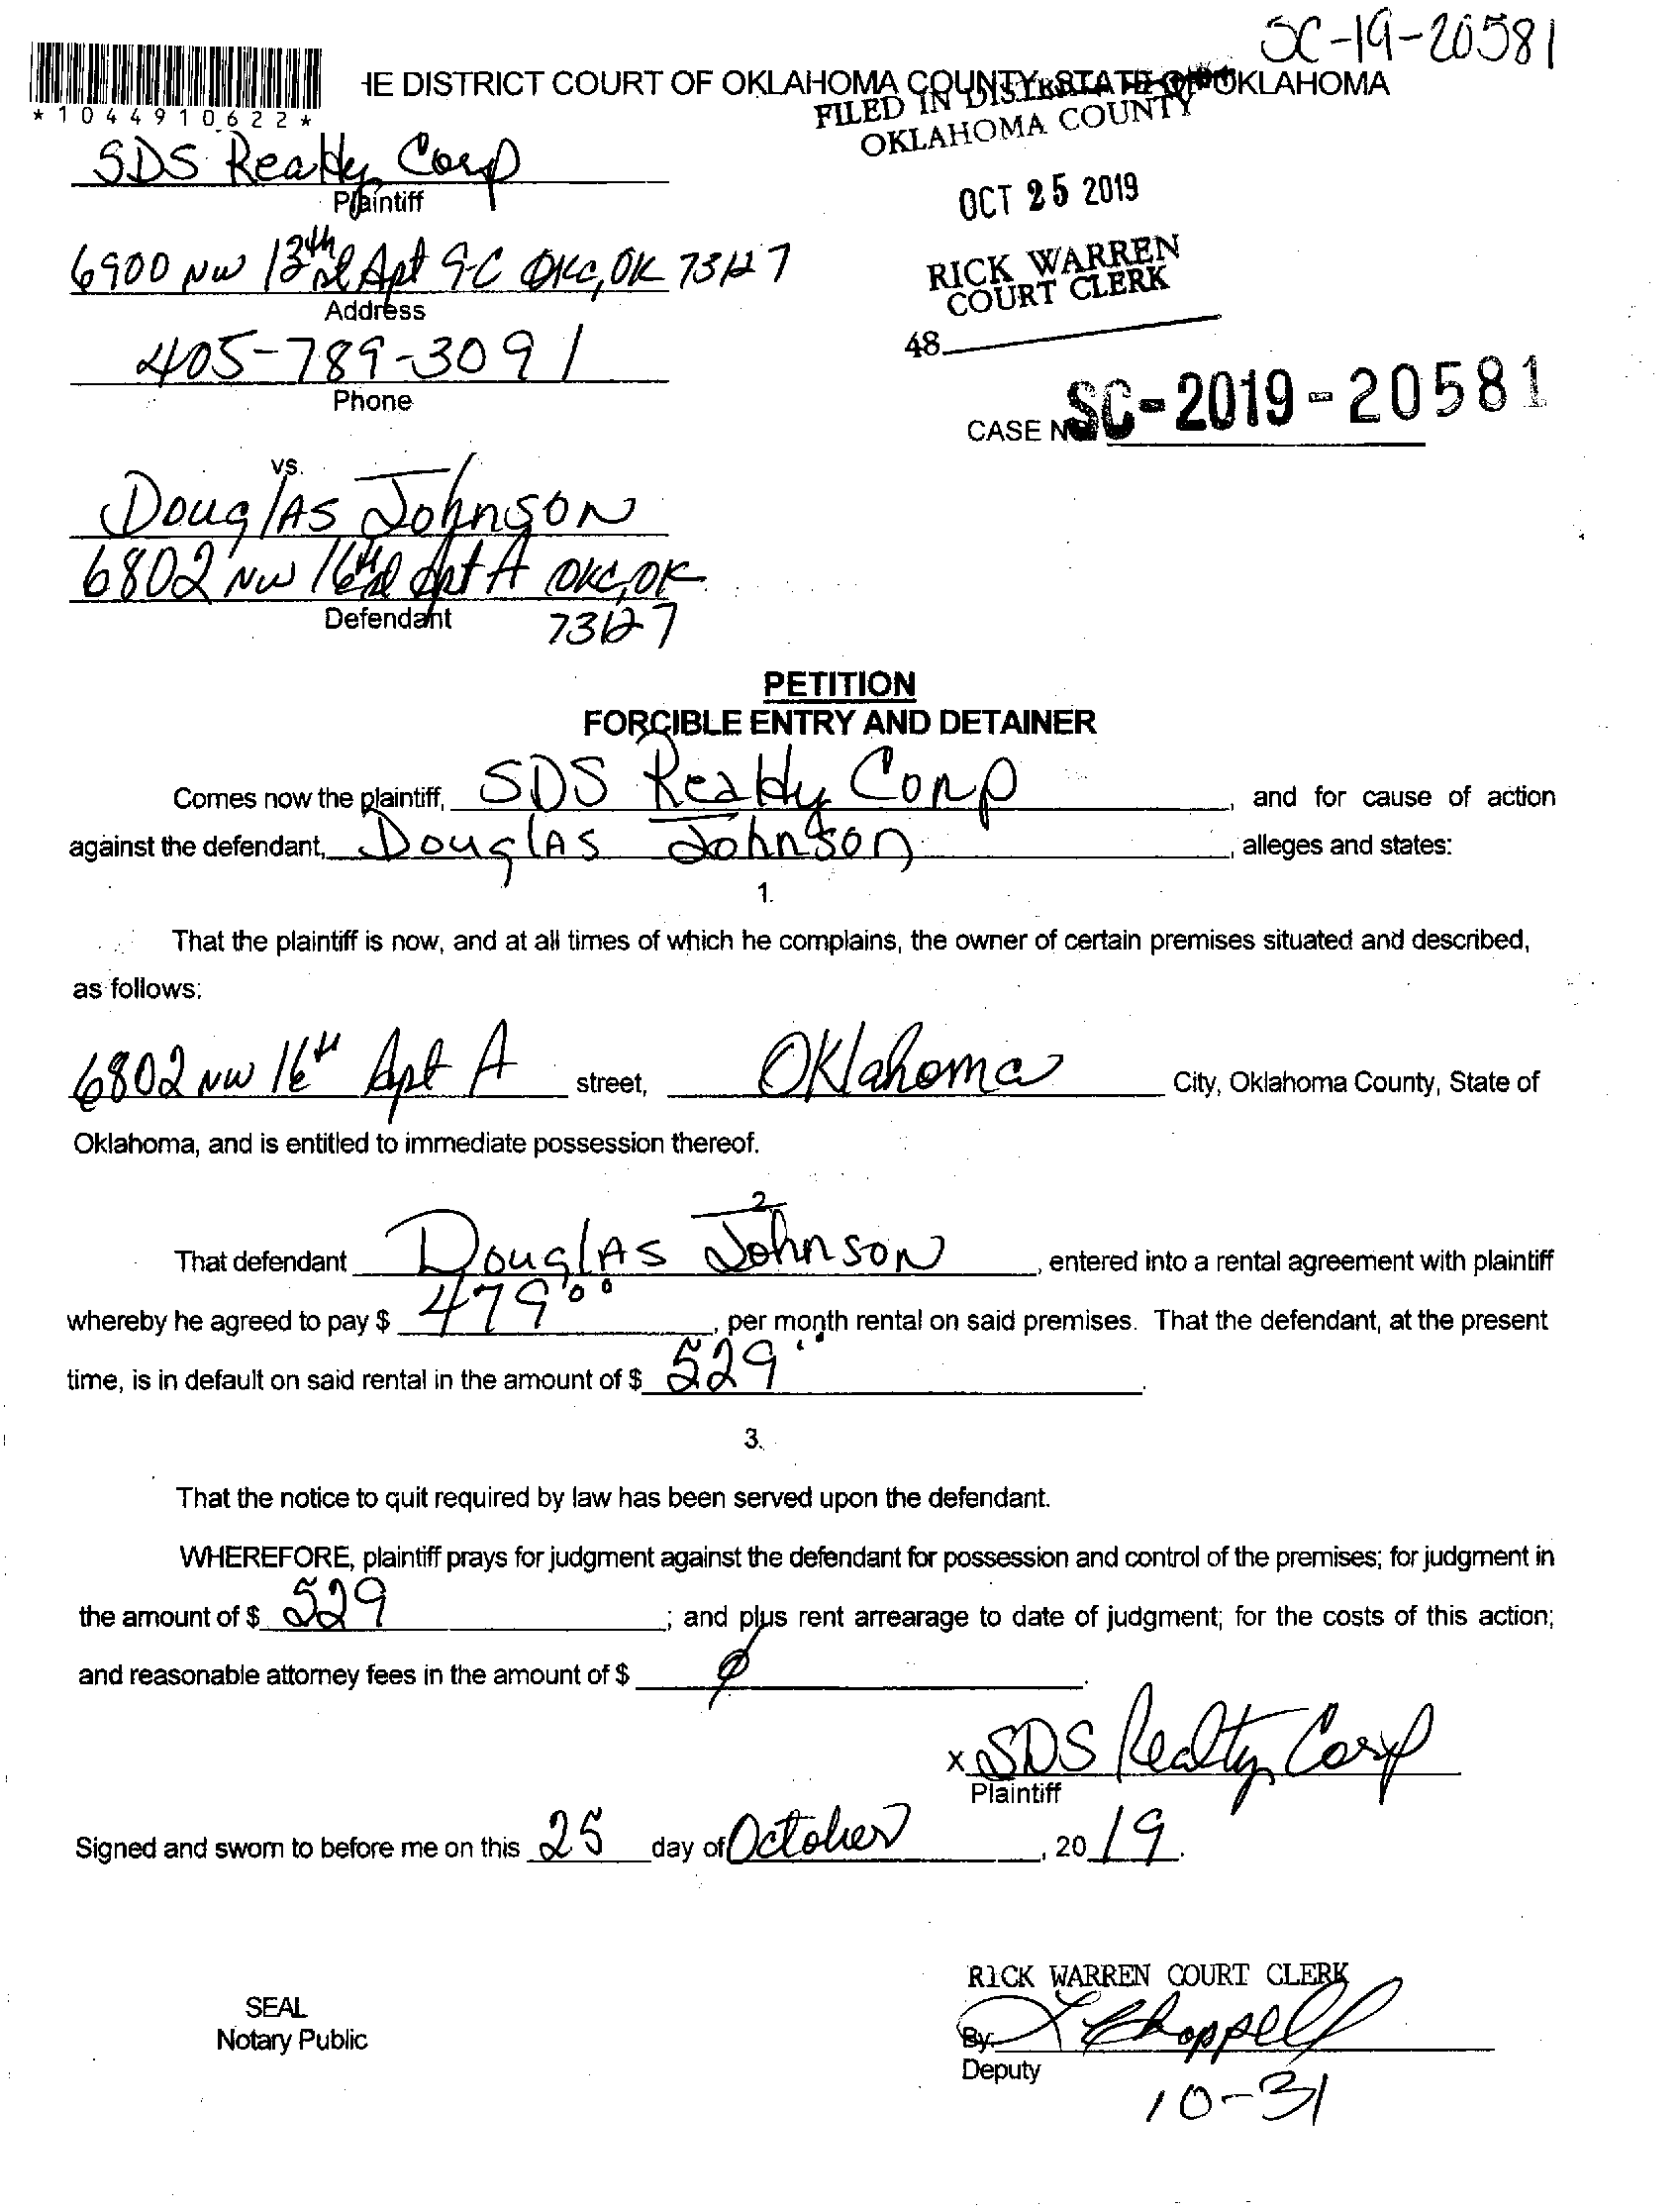 SC-19-20581
HE DISTRICT COURT OF OKLAHOMA COUNTY, STATE OF OKLAHOMA
*1044910622*
FILED IN DISTRICT COURT
OKLAHOMA COUNTY
SDS Realty Corp
Plaintiff
OCT 25 2019
6900 NW 13th St Apt 9-C OKC, OK 73127
Address
RICK WARREN
COURT CLERK
405-789-3091
Phone
48
CASE NO. SC-2019-20581
vs.
Douglas Johnson
6802 NW 16th St Apt A OKC, OK
Defendant 73127
PETITION
FORCIBLE ENTRY AND DETAINER
Comes now the plaintiff, SDS Realty Corp, and for cause of action
against the defendant, Douglas Johnson, alleges and states:
1.
That the plaintiff is now, and at all times of which he complains, the owner of certain premises situated and described,
as follows:
6802 NW 16th Apt A street, Oklahoma City, Oklahoma County, State of
Oklahoma, and is entitled to immediate possession thereof.
2.
That defendant Douglas Johnson, entered into a rental agreement with plaintiff
whereby he agreed to pay $ 479⁰⁰, per month rental on said premises. That the defendant, at the present
time, is in default on said rental in the amount of $ 529⁰⁰.
3.
That the notice to quit required by law has been served upon the defendant.
WHEREFORE, plaintiff prays for judgment against the defendant for possession and control of the premises; for judgment in
the amount of $ 529; and plus rent arrearage to date of judgment; for the costs of this action;
and reasonable attorney fees in the amount of $ ∅.
x SDS Realty Corp
Plaintiff
Signed and sworn to before me on this 25 day of October, 2019.
RICK WARREN COURT CLERK
SEAL
Notary Public
By: L Chappell
Deputy
10-31